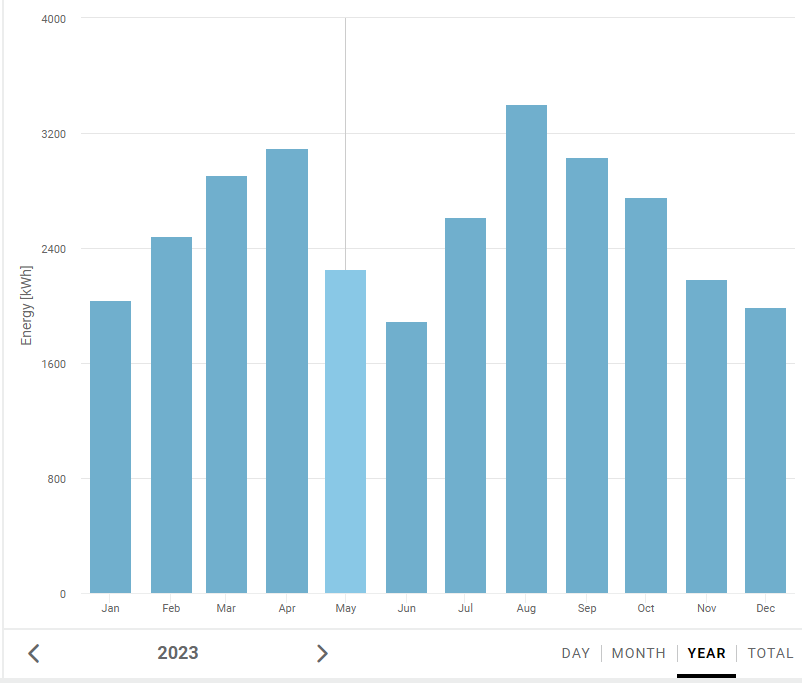 4000
3200
2400
1600
800
0
Energy [kWh]
Jan Feb Mar Apr May Jun Jul Aug Sep Oct Nov Dec
2023 DAY MONTH YEAR TOTAL